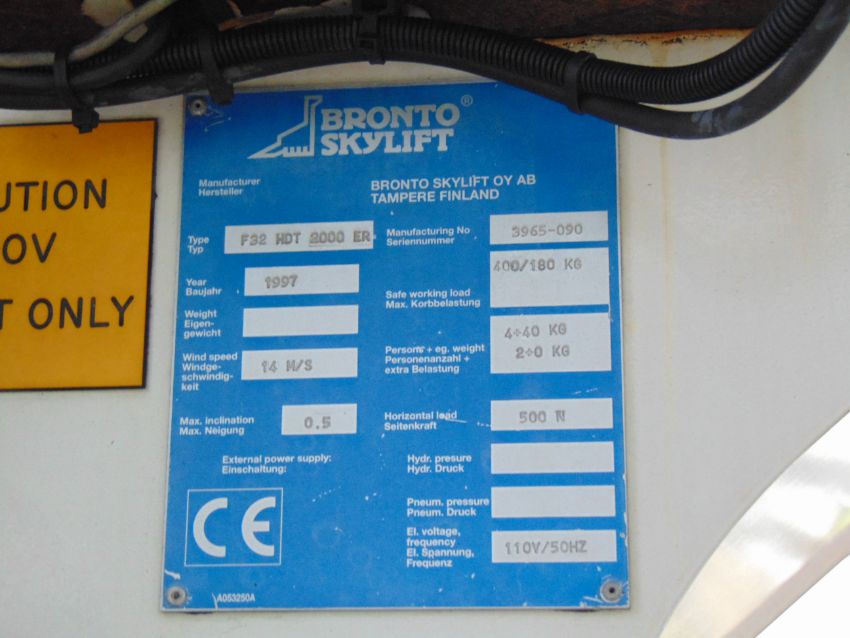 UTION
0V
T ONLY
BRONTO®
SKYLIFT
Manufacturer
Hersteller
BRONTO SKYLIFT OY AB
TAMPERE FINLAND
Type
Typ
F32 HDT 2000 ER
Manufacturing No
Seriennummer
3965-090
Year
Baujahr
1997
Safe working load
Max. Korbbelastung
400/180 KG
Weight
Eigen-
gewicht
Persons + eg. weight
Personenanzahl +
extra Belastung
4+40 KG
2+0 KG
Wind speed
Windge-
schwindig-
keit
14 M/S
Max. inclination
Max. Neigung
0.5
Horizontal load
Seitenkraft
500 N
External power supply:
Einschaltung:
Hydr. presure
Hydr. Druck
Pneum. pressure
Pneum. Druck
El. voltage,
frequency
El. Spannung,
Frequenz
110V/50HZ
CE
A053250A